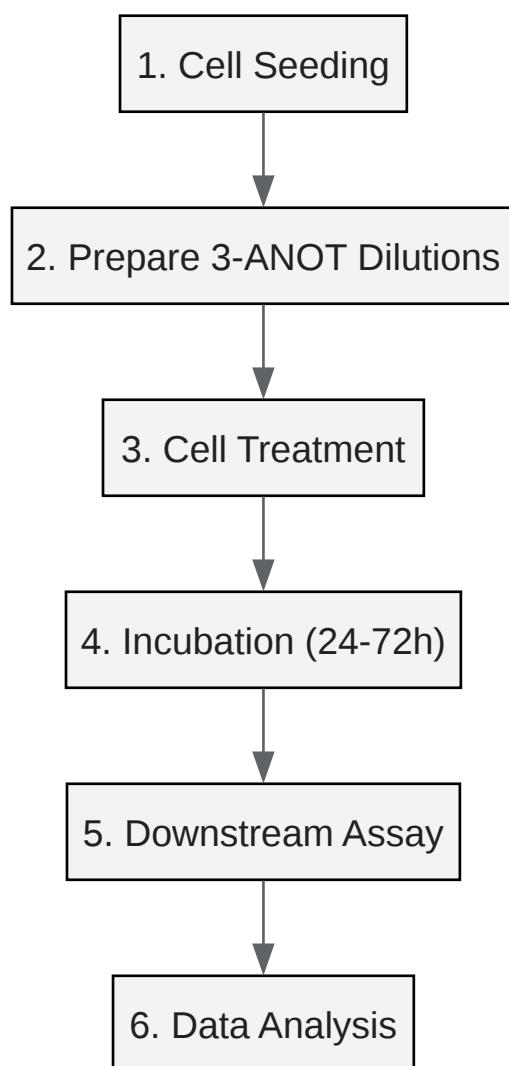 1. Cell Seeding
2. Prepare 3-ANOT Dilutions
3. Cell Treatment
4. Incubation (24-72h)
5. Downstream Assay
6. Data Analysis